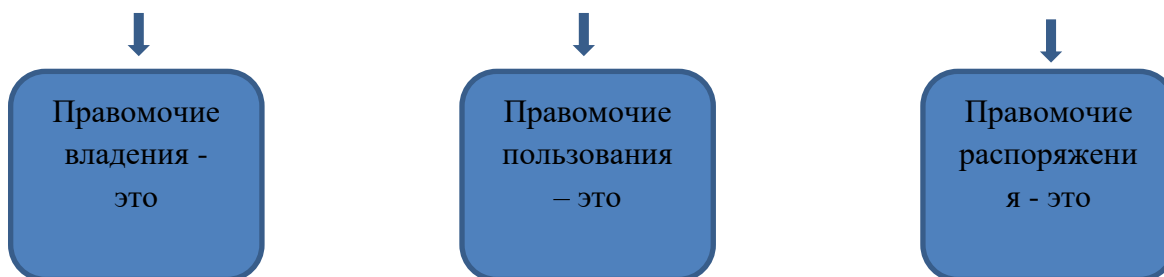 Правомочие
владения -
это
Правомочие
пользования
– это
Правомочие
распоряжени
я - это